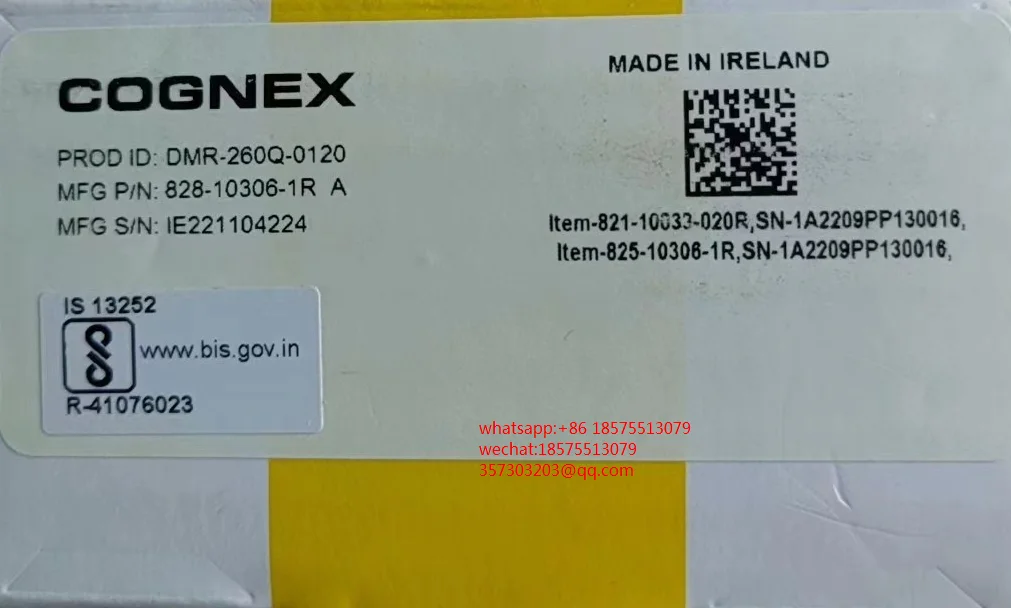 COGNEX
PROD ID: DMR-260Q-0120
MFG P/N: 828-10306-1R A
MFG S/N: IE221104224
MADE IN IRELAND
Item-821-10033-020R,SN-1A2209PP130016,
Item-825-10306-1R,SN-1A2209PP130016,
IS 13252
www.bis.gov.in
R-41076023
whatsapp:+86 18575513079
wechat:18575513079
357303203@qq.com